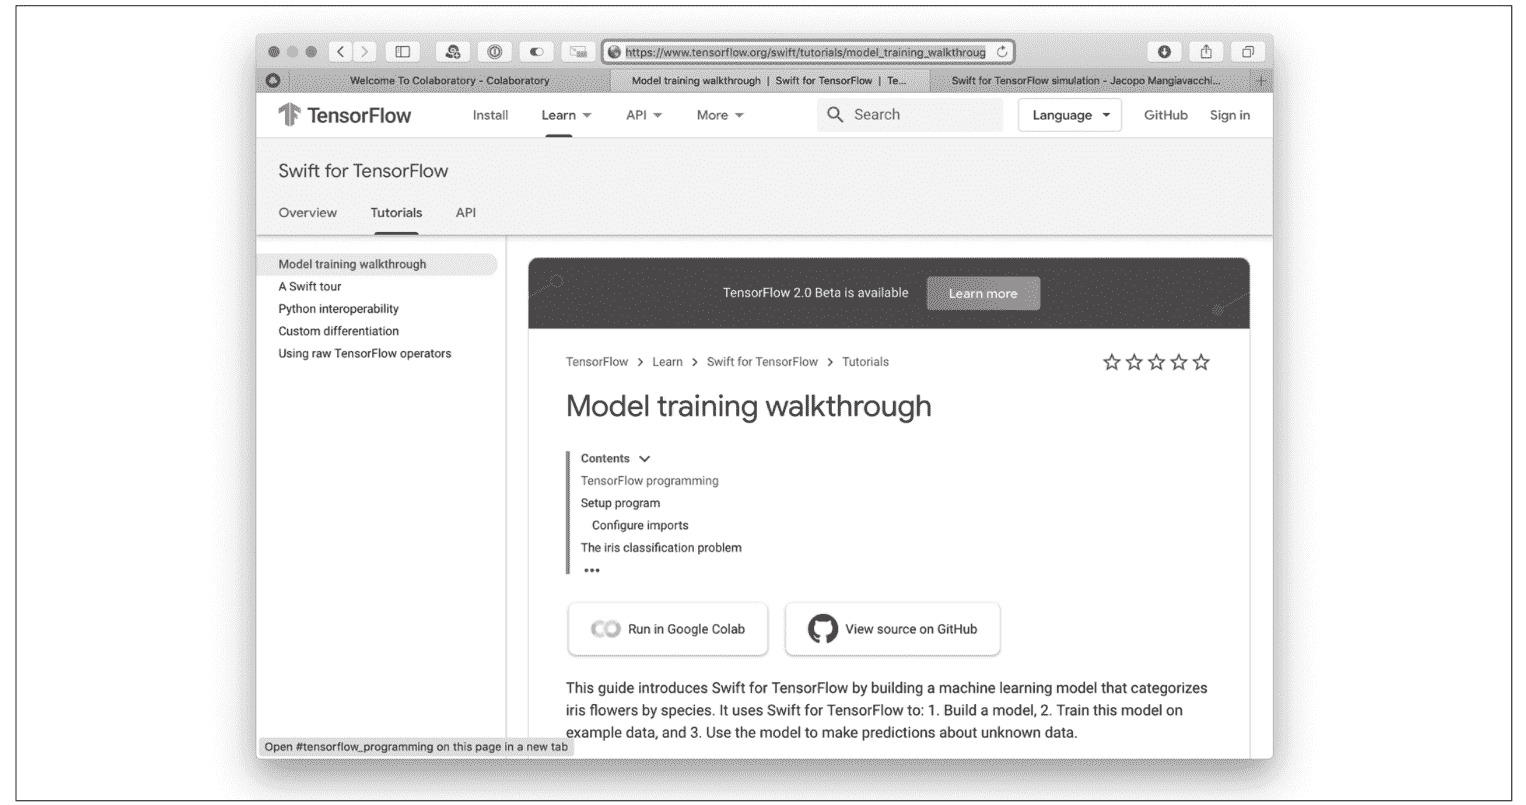 https://www.tensorflow.org/swift/tutorials/model_training_walkthroug
Welcome To Colaboratory - Colaboratory
Model training walkthrough | Swift for TensorFlow | Te...
Swift for TensorFlow simulation - Jacopo Mangiavacchi...
TensorFlow
Install
Learn
API
More
Search
Language
GitHub
Sign in
Swift for TensorFlow
Overview
Tutorials
API
Model training walkthrough
A Swift tour
Python interoperability
Custom differentiation
Using raw TensorFlow operators
TensorFlow 2.0 Beta is available
Learn more
TensorFlow > Learn > Swift for TensorFlow > Tutorials
Model training walkthrough
Contents
TensorFlow programming
Setup program
Configure imports
The iris classification problem
•••
Run in Google Colab
View source on GitHub
This guide introduces Swift for TensorFlow by building a machine learning model that categorizes
iris flowers by species. It uses Swift for TensorFlow to: 1. Build a model, 2. Train this model on
example data, and 3. Use the model to make predictions about unknown data.
Open #tensorflow_programming on this page in a new tab